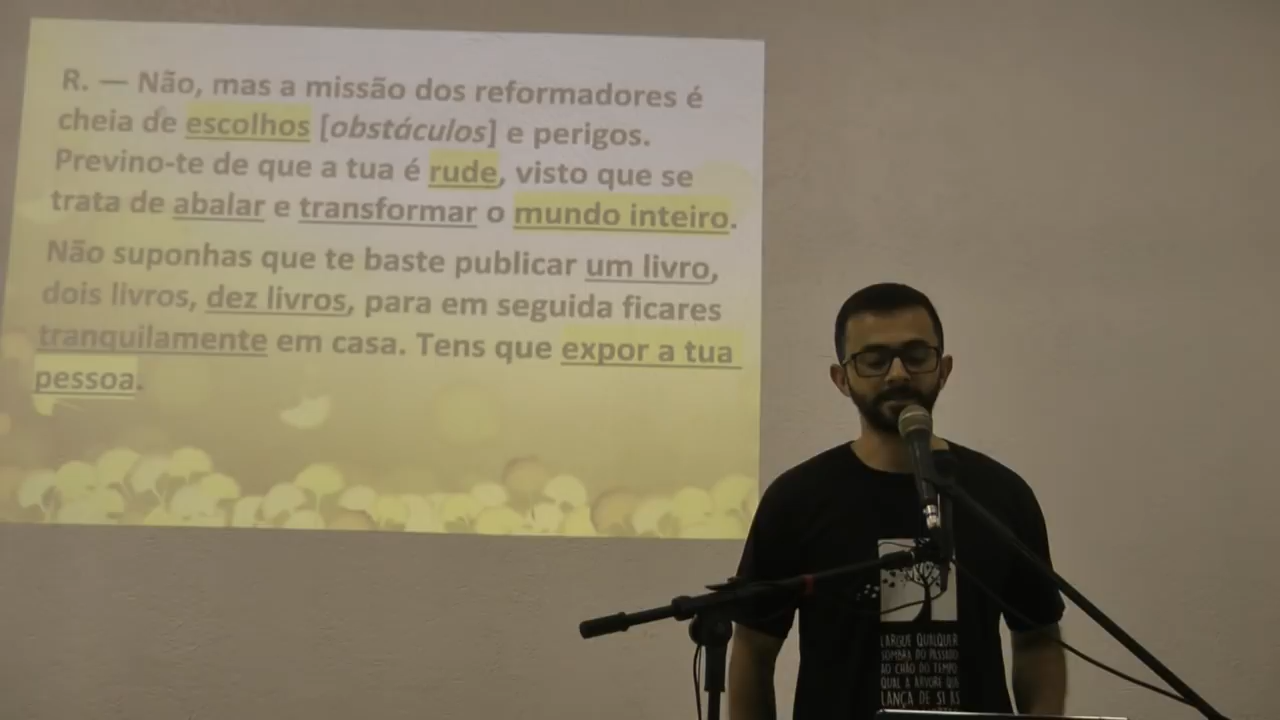 R. — Não, mas a missão dos reformadores é
cheia de escolhos [obstáculos] e perigos.
Previno-te de que a tua é rude, visto que se
trata de abalar e transformar o mundo inteiro.
Não suponhas que te baste publicar um livro,
dois livros, dez livros, para em seguida ficares
tranquilamente em casa. Tens que expor a tua
pessoa.
LARGUE QUALQUER
SOMBRA DO PASSADO
AO CHÃO DO TEMPO
QUAL A ÁRVORE QUE
LANÇA DE SI AS